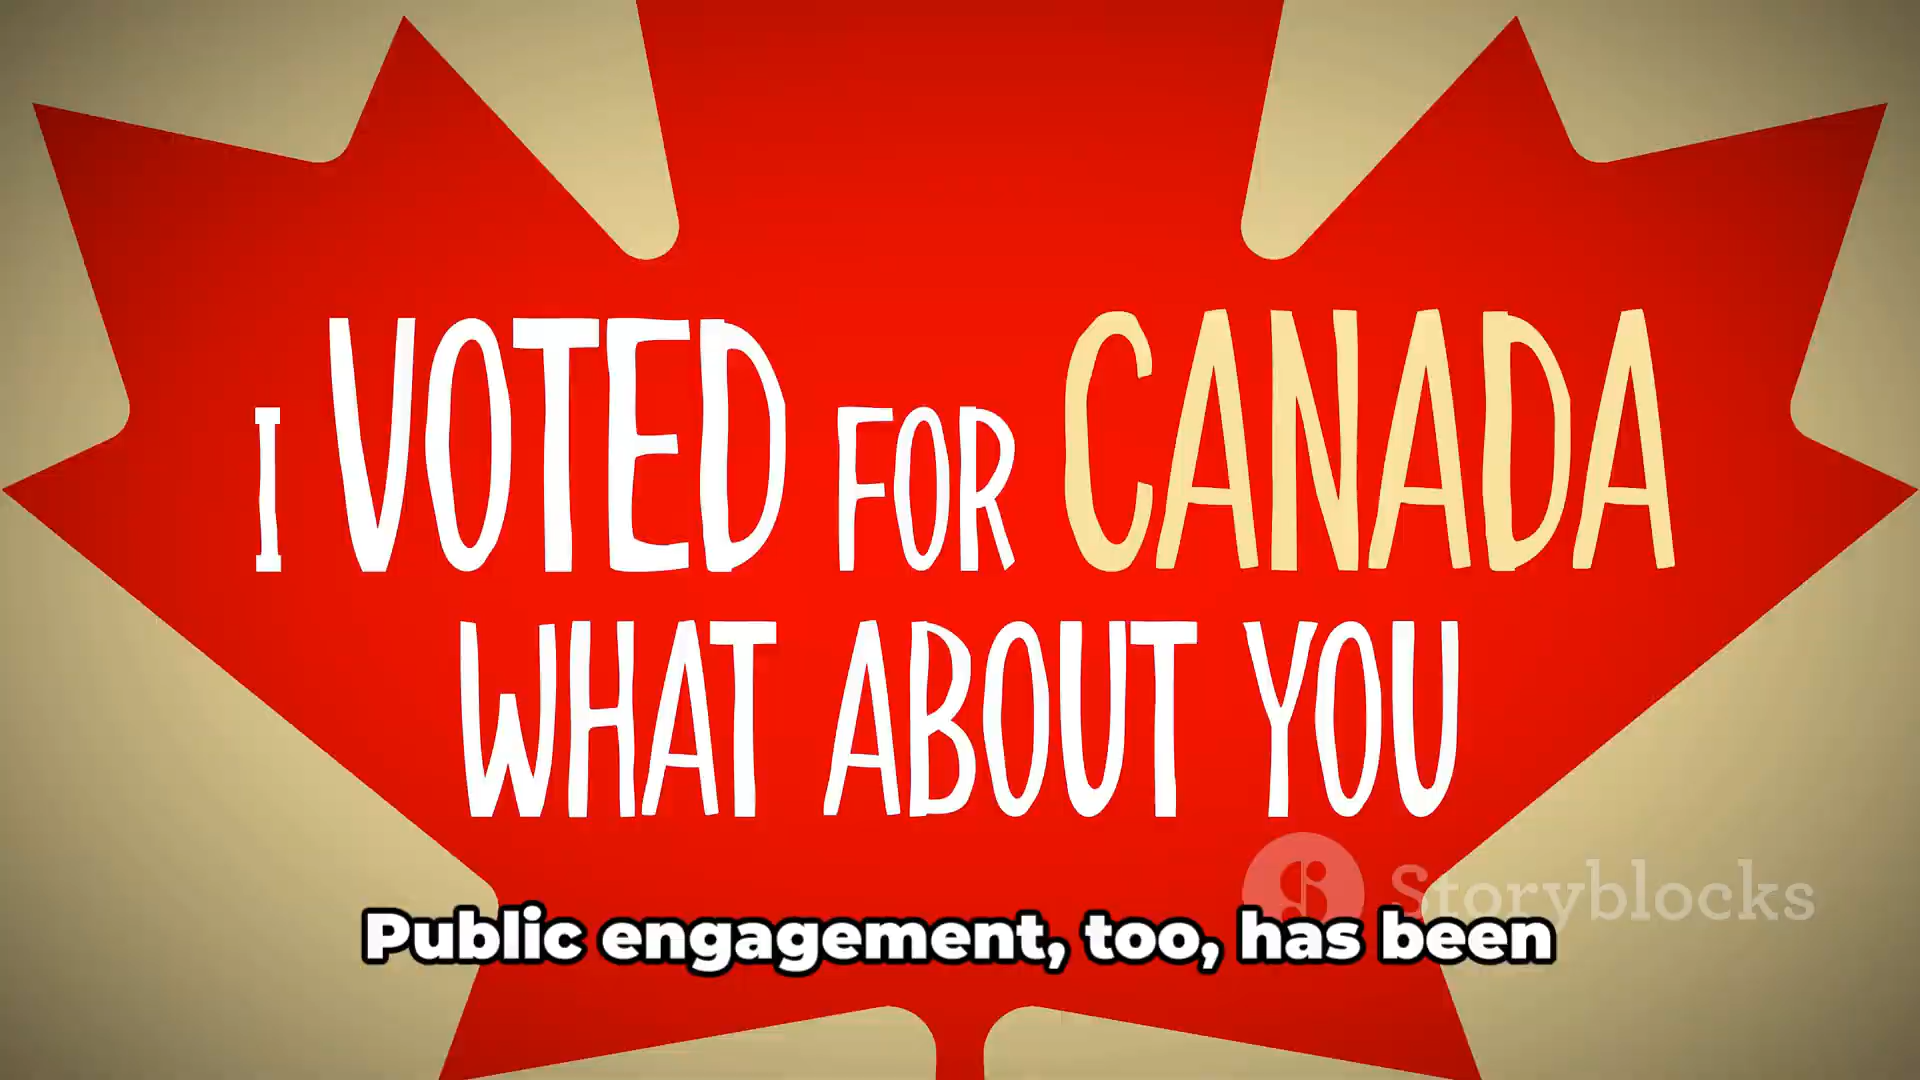 I VOTED FOR CANADA
WHAT ABOUT YOU
Storyblocks
Public engagement, too, has been